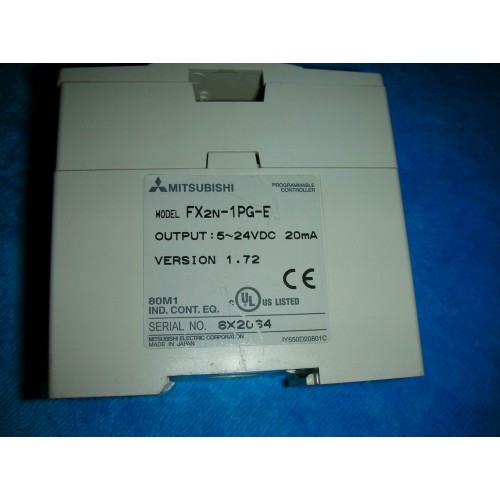 MITSUBISHI
PROGRAMMABLE
CONTROLLER
MODEL FX2N-1PG-E
OUTPUT:5~24VDC 20mA
VERSION 1.72
CE
80M1
IND. CONT. EQ.
C UL US LISTED
SERIAL NO.
MITSUBISHI ELECTRIC CORPORATION
MADE IN JAPAN